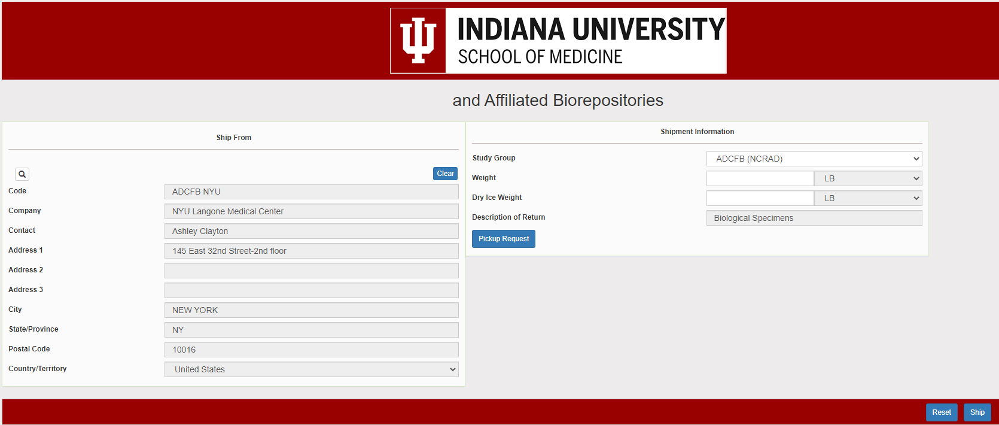 INDIANA UNIVERSITY
SCHOOL OF MEDICINE
and Affiliated Biorepositories
Ship From
Clear
Code ADCFB NYU
Company NYU Langone Medical Center
Contact Ashley Clayton
Address 1 145 East 32nd Street-2nd floor
Address 2
Address 3
City NEW YORK
State/Province NY
Postal Code 10016
Country/Territory United States
Shipment Information
Study Group ADCFB (NCRAD)
Weight LB
Dry Ice Weight LB
Description of Return Biological Specimens
Pickup Request
Reset Ship